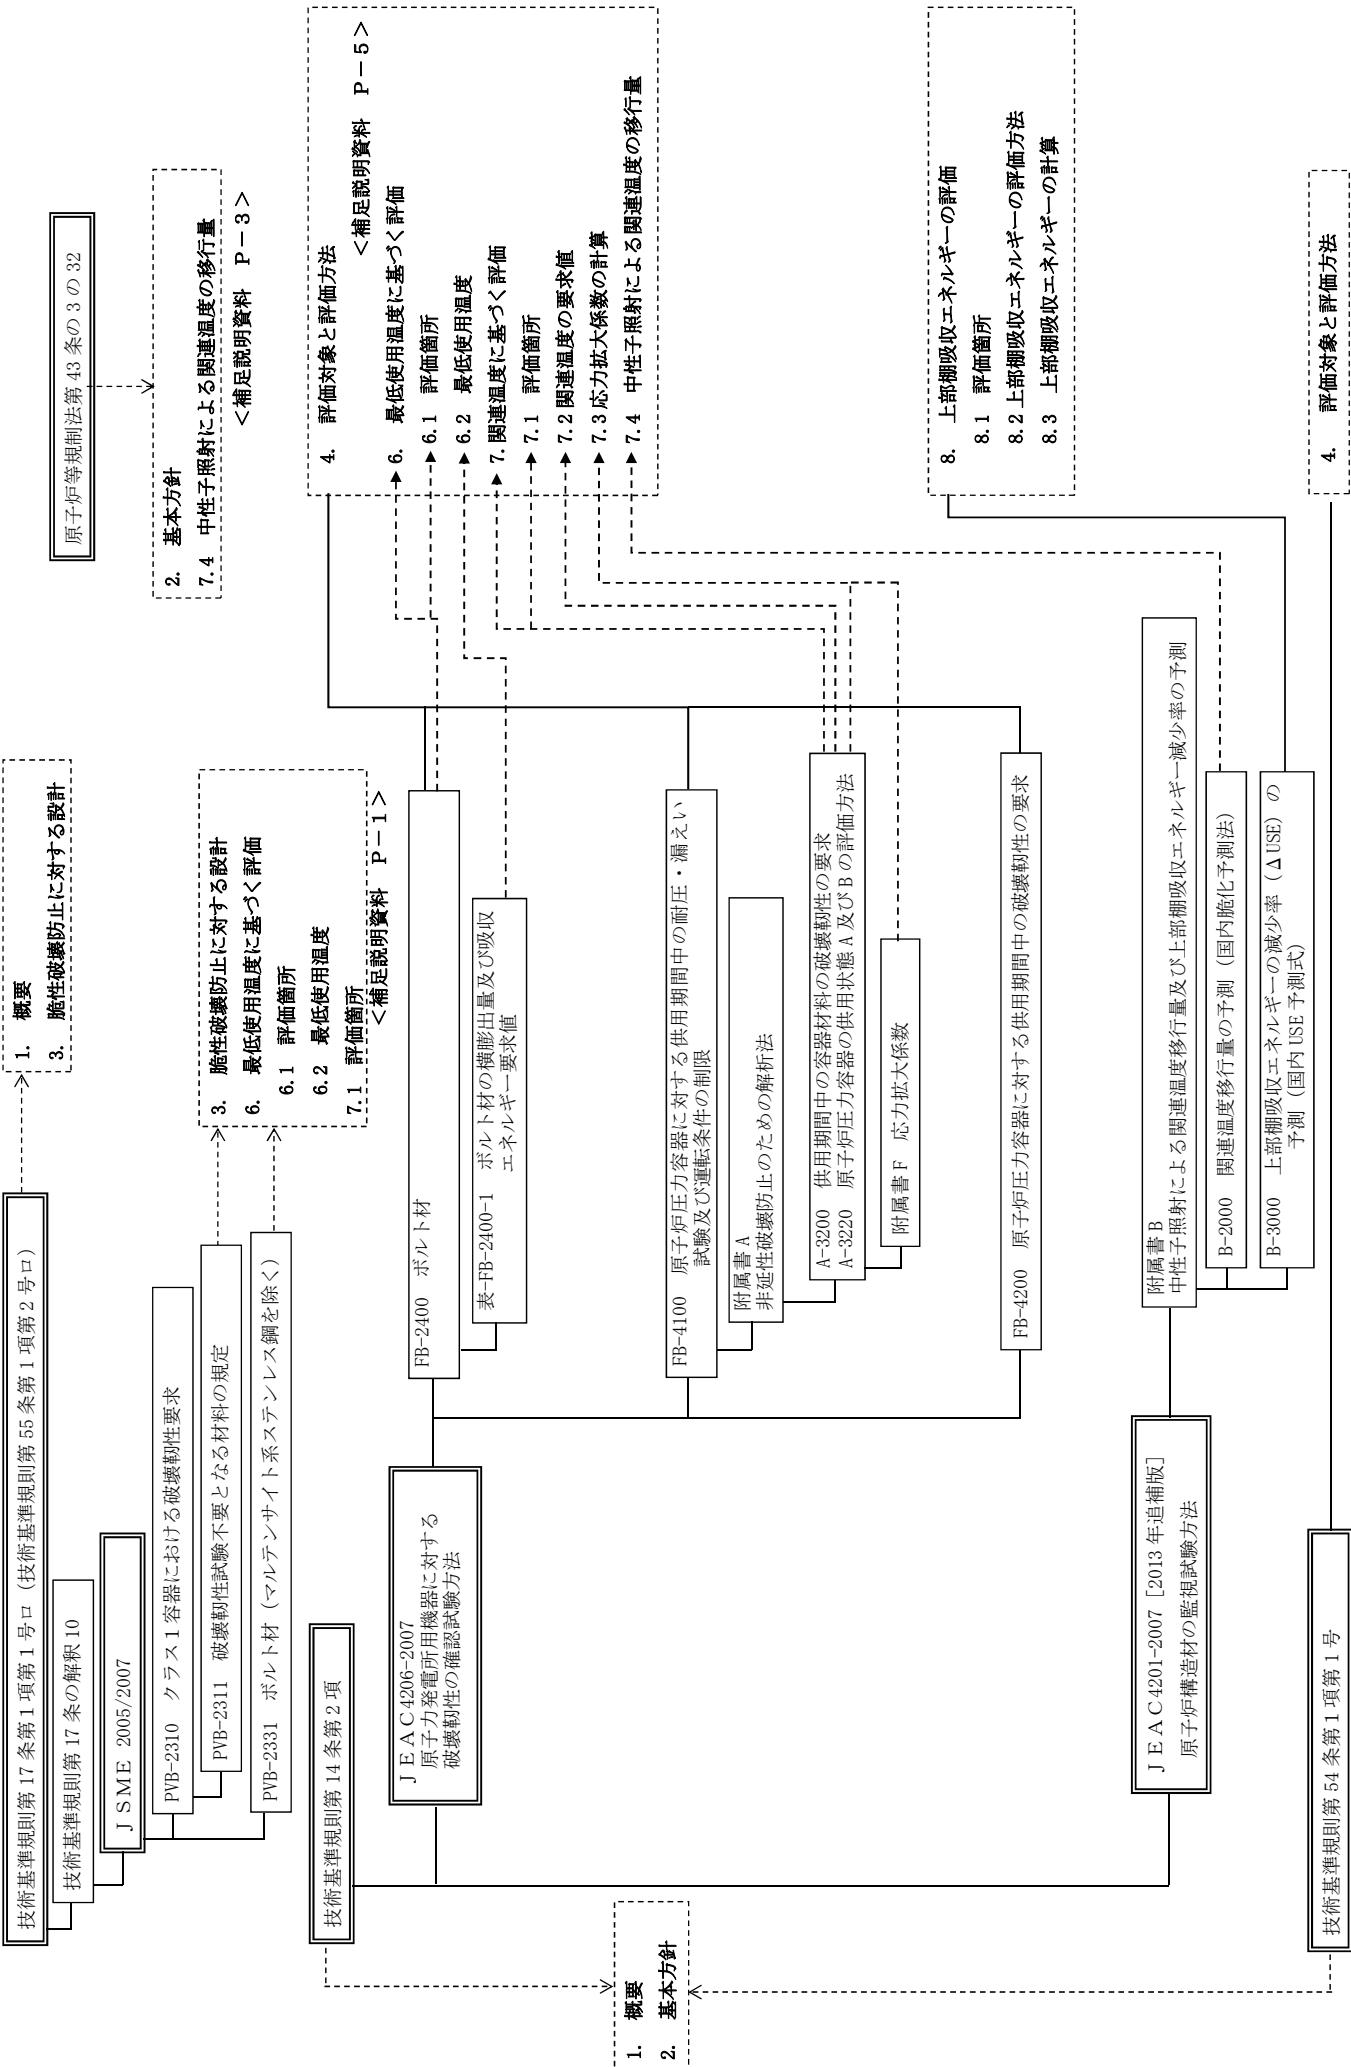 技術基準規則第 17 条第 1 項第 1 号ロ（技術基準規則第 55 条第 1 項第 2 号ロ）
技術基準規則第 17 条の解釈 10
ＪＳＭＥ 2005/2007
PVB-2310　クラス１容器における破壊靭性要求
PVB-2311　破壊靭性試験不要となる材料の規定
PVB-2331　ボルト材（マルテンサイト系ステンレス鋼を除く）
1.　概要
3.　脆性破壊防止に対する設計
3.　脆性破壊防止に対する設計
6.　最低使用温度に基づく評価
6.1　評価箇所
6.2　最低使用温度
7.1　評価箇所
＜補足説明資料　Ｐ－１＞
原子炉等規制法第 43 条の 3 の 32
2.　基本方針
7.4　中性子照射による関連温度の移行量
＜補足説明資料　Ｐ－３＞
技術基準規則第 14 条第 2 項
1.　概要
2.　基本方針
ＪＥＡＣ4206-2007
原子力発電所用機器に対する
破壊靭性の確認試験方法
FB-2400　ボルト材
表-FB-2400-1　ボルト材の横膨出量及び吸収
エネルギー要求値
FB-4100　原子炉圧力容器に対する供用期間中の耐圧・漏えい
試験及び運転条件の制限
附属書 A
非延性破壊防止のための解析法
A-3200　供用期間中の容器材料の破壊靭性の要求
A-3220　原子炉圧力容器の供用状態 A 及び B の評価方法
附属書 F　応力拡大係数
FB-4200　原子炉圧力容器に対する供用期間中の破壊靭性の要求
4.　評価対象と評価方法
＜補足説明資料　Ｐ－５＞
6.　最低使用温度に基づく評価
6.1　評価箇所
6.2　最低使用温度
7. 関連温度に基づく評価
7.1　評価箇所
7.2 関連温度の要求値
7.3 応力拡大係数の計算
7.4　中性子照射による関連温度の移行量
ＪＥＡＣ4201-2007［2013 年追補版］
原子炉構造材の監視試験方法
附属書 B
中性子照射による関連温度移行量及び上部棚吸収エネルギー減少率の予測
B-2000　関連温度移行量の予測（国内脆化予測法）
B-3000　上部棚吸収エネルギーの減少率（ΔUSE）の
予測（国内 USE 予測式）
8.　上部棚吸収エネルギーの評価
8.1　評価箇所
8.2 上部棚吸収エネルギーの評価方法
8.3　上部棚吸収エネルギーの計算
技術基準規則第 54 条第 1 項第 1 号
4.　評価対象と評価方法